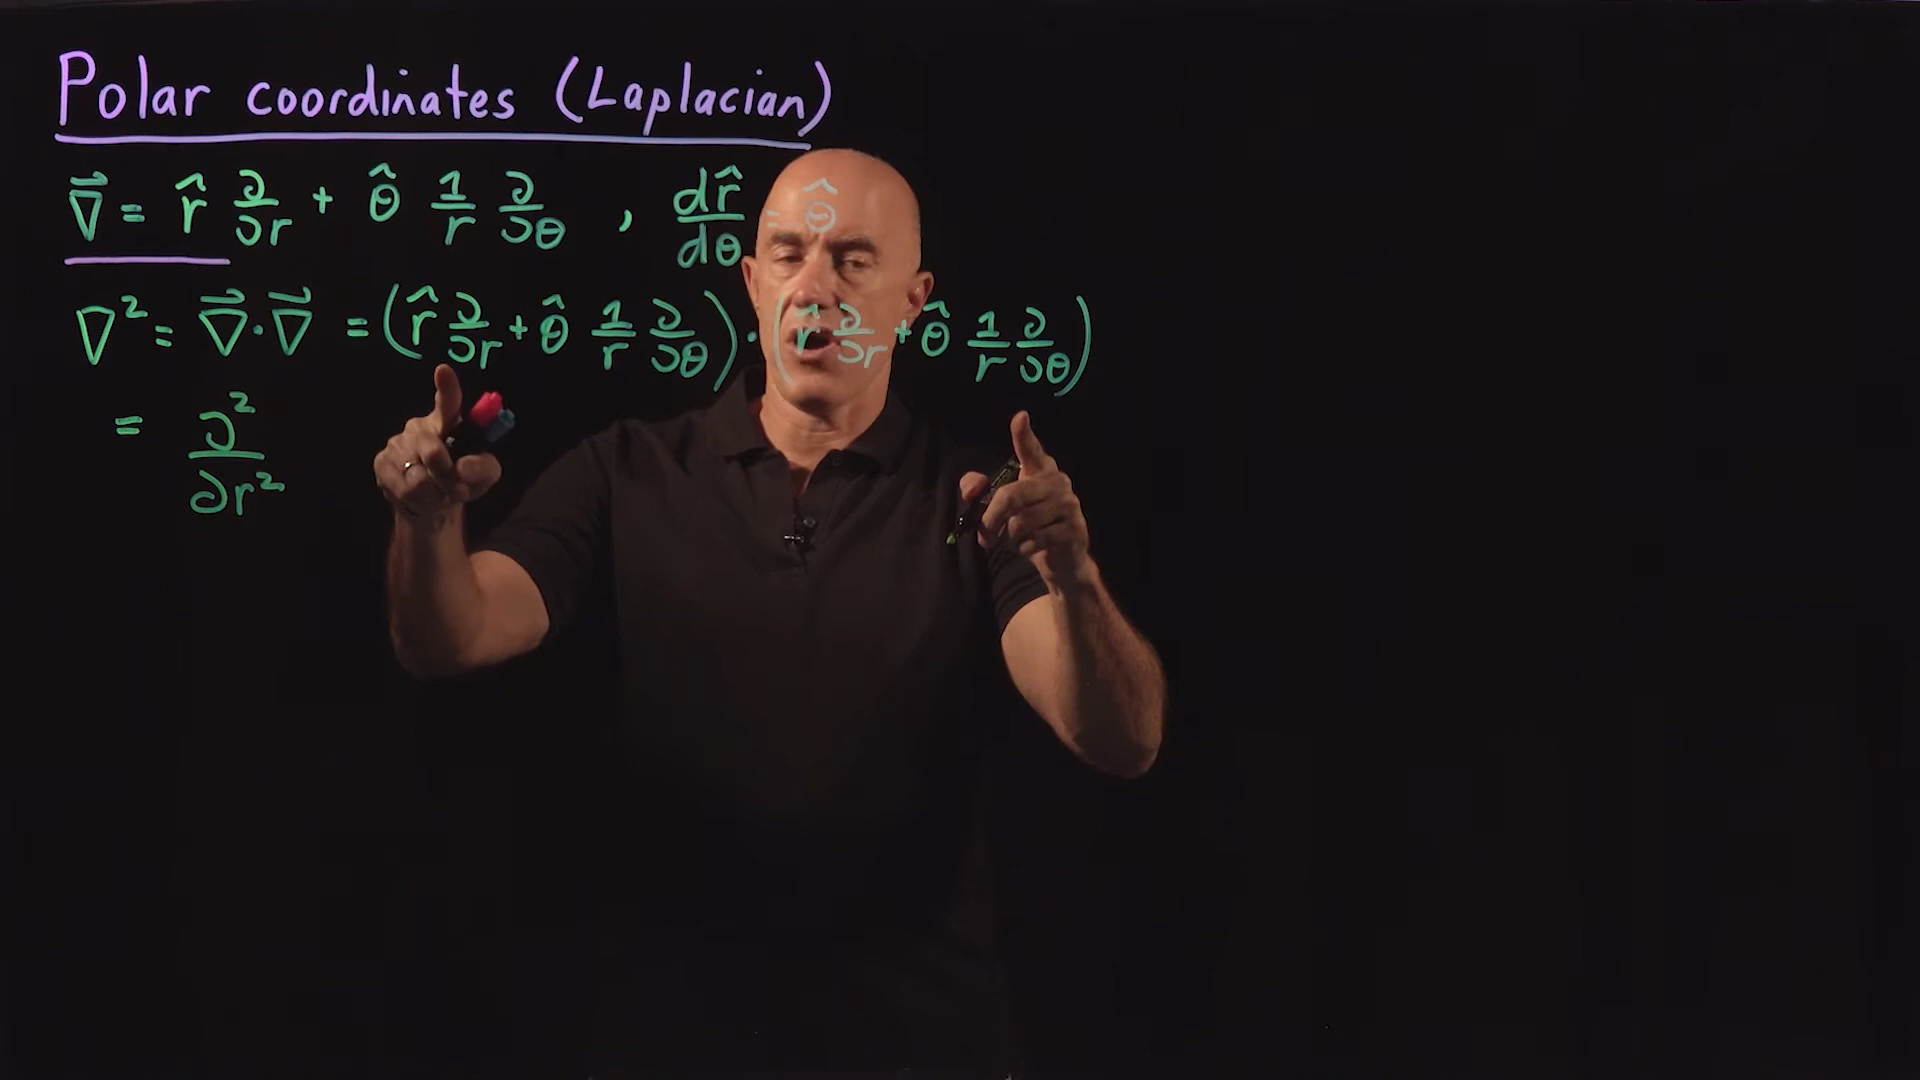 Polar coordinates (Laplacian)
∇⃗ = r̂ ∂/∂r + θ̂ 1/r ∂/∂θ , dr̂/dθ = θ̂
∇² = ∇⃗·∇⃗ = (r̂ ∂/∂r + θ̂ 1/r ∂/∂θ)·(r̂ ∂/∂r + θ̂ 1/r ∂/∂θ)
= ∂²/∂r²